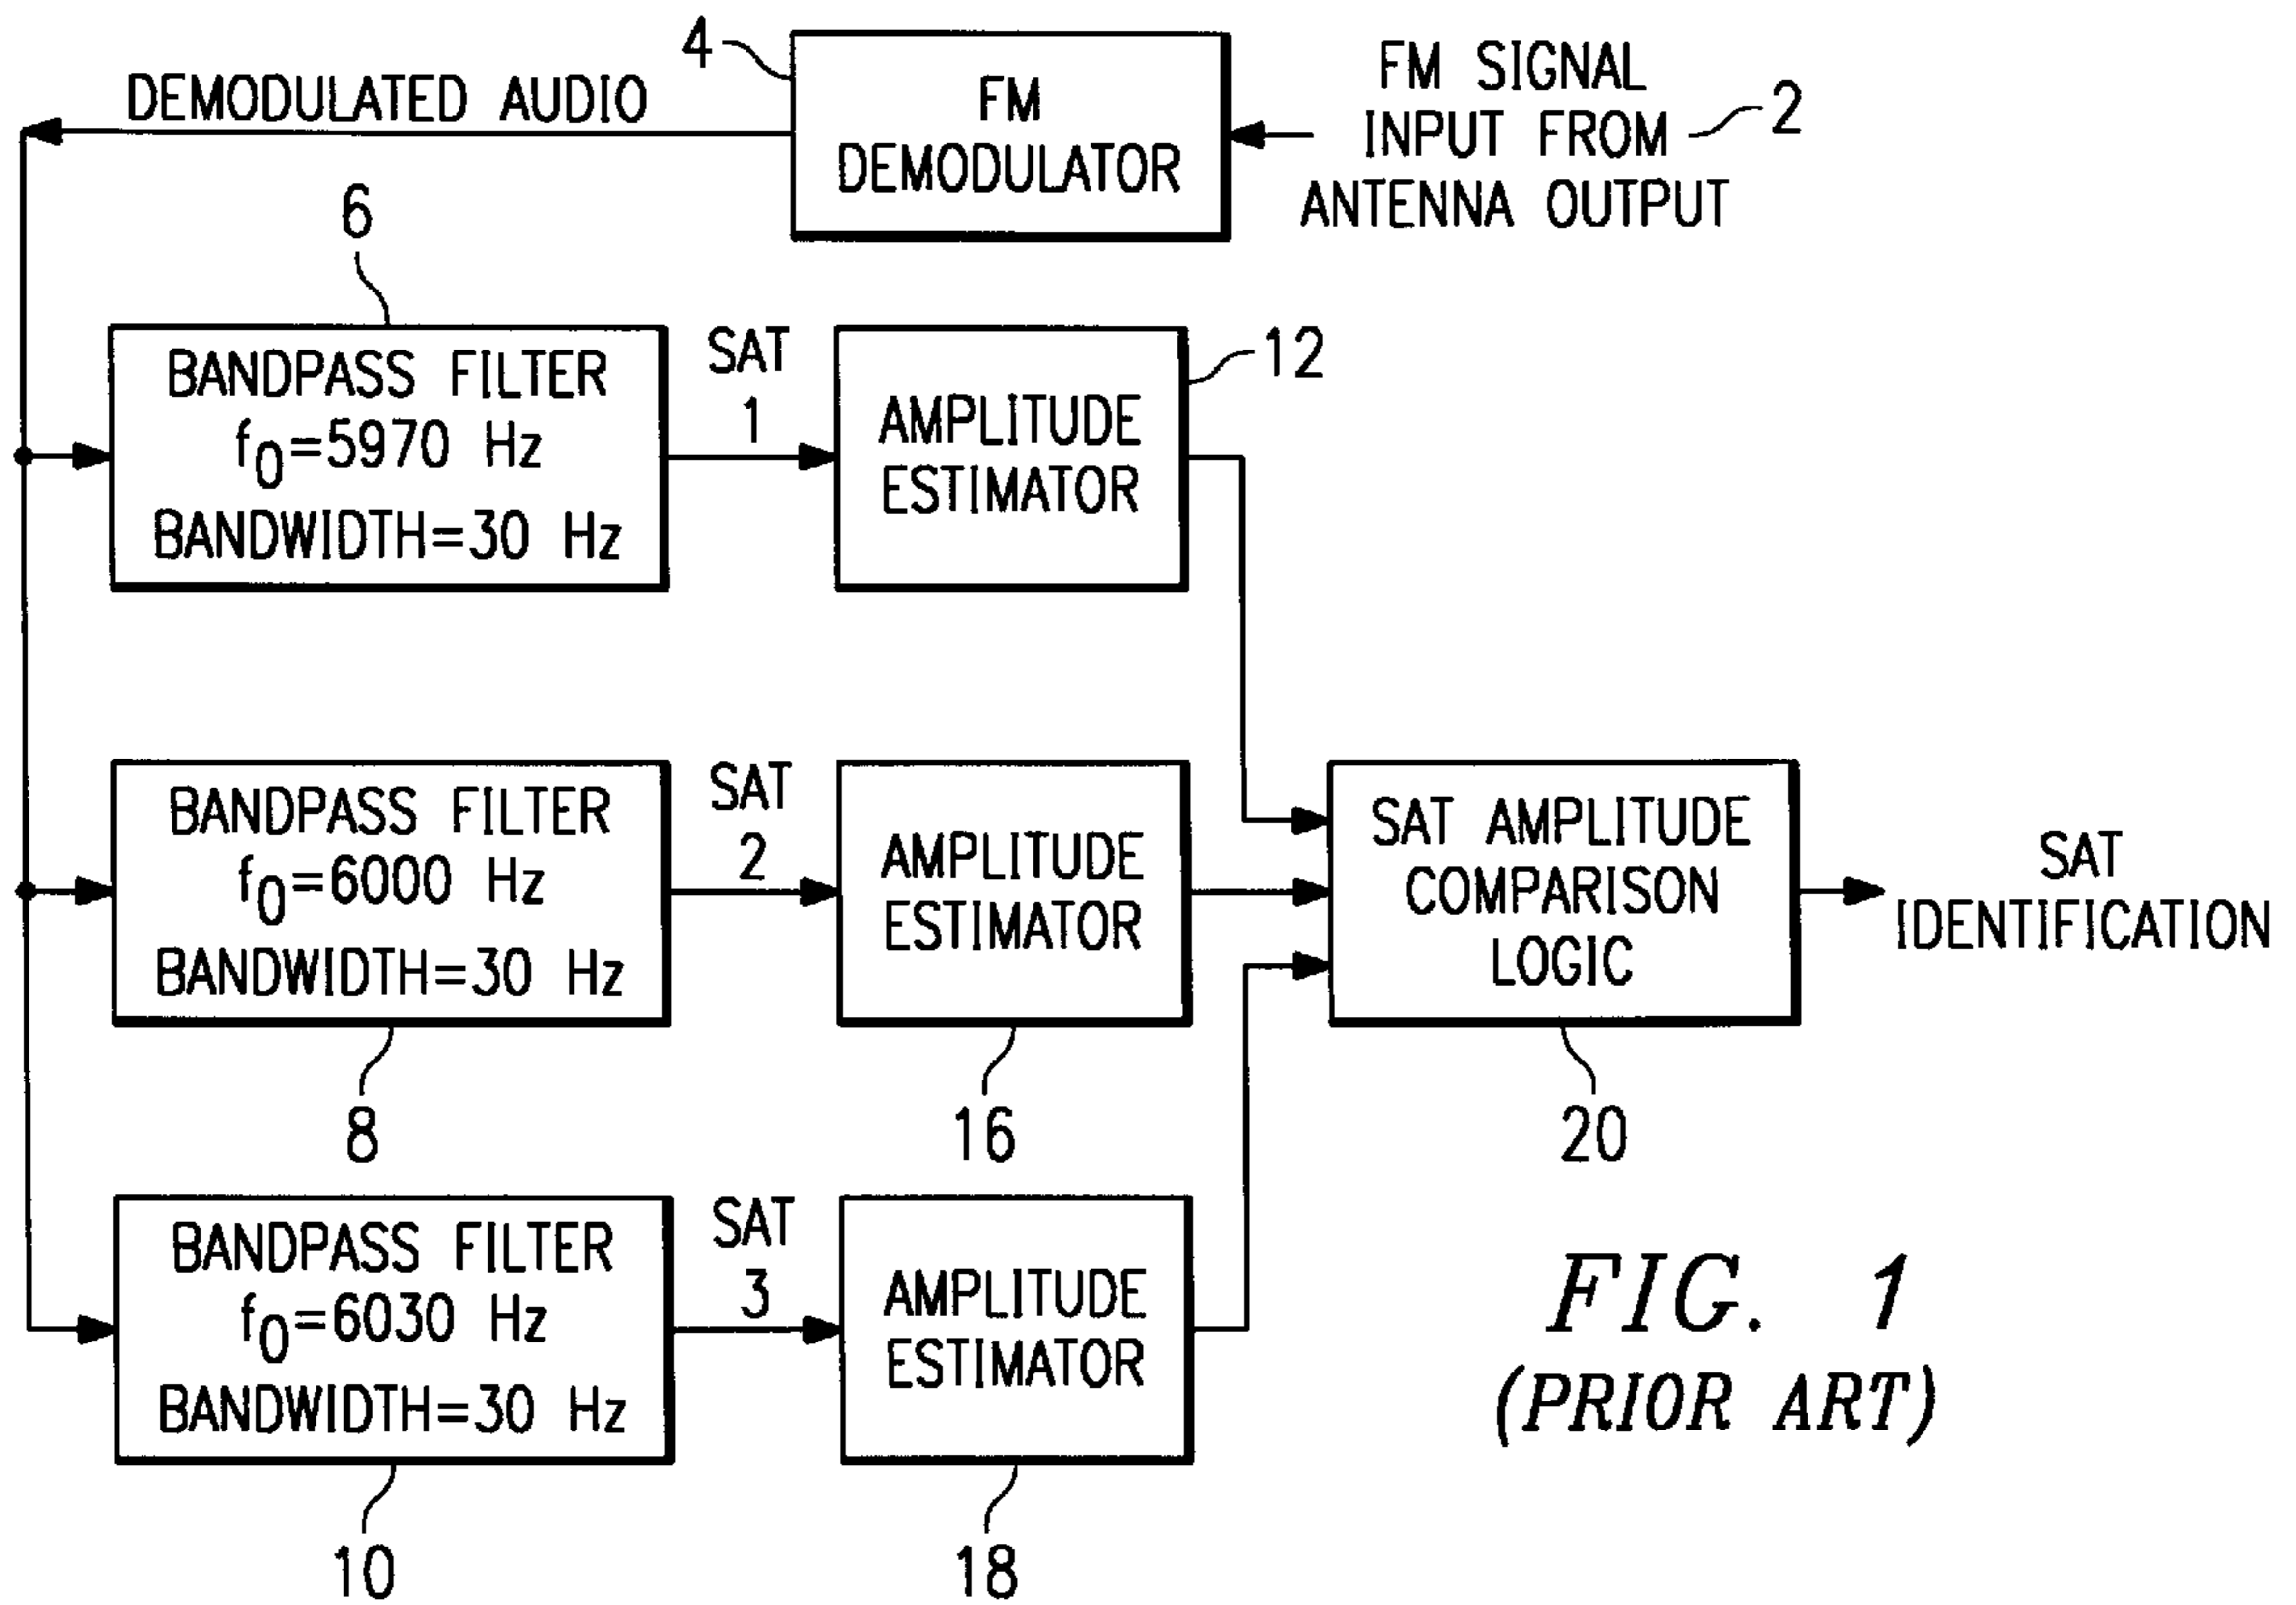 4
FM SIGNAL
INPUT FROM
ANTENNA OUTPUT
2
DEMODULATED AUDIO
FM
DEMODULATOR
6
BANDPASS FILTER
f0=5970 Hz
BANDWIDTH=30 Hz
SAT
1
AMPLITUDE
ESTIMATOR
12
BANDPASS FILTER
f0=6000 Hz
BANDWIDTH=30 Hz
SAT
2
AMPLITUDE
ESTIMATOR
SAT AMPLITUDE
COMPARISON
LOGIC
SAT
IDENTIFICATION
8
16
20
BANDPASS FILTER
f0=6030 Hz
BANDWIDTH=30 Hz
SAT
3
AMPLITUDE
ESTIMATOR
10
18
FIG. 1
(PRIOR ART)